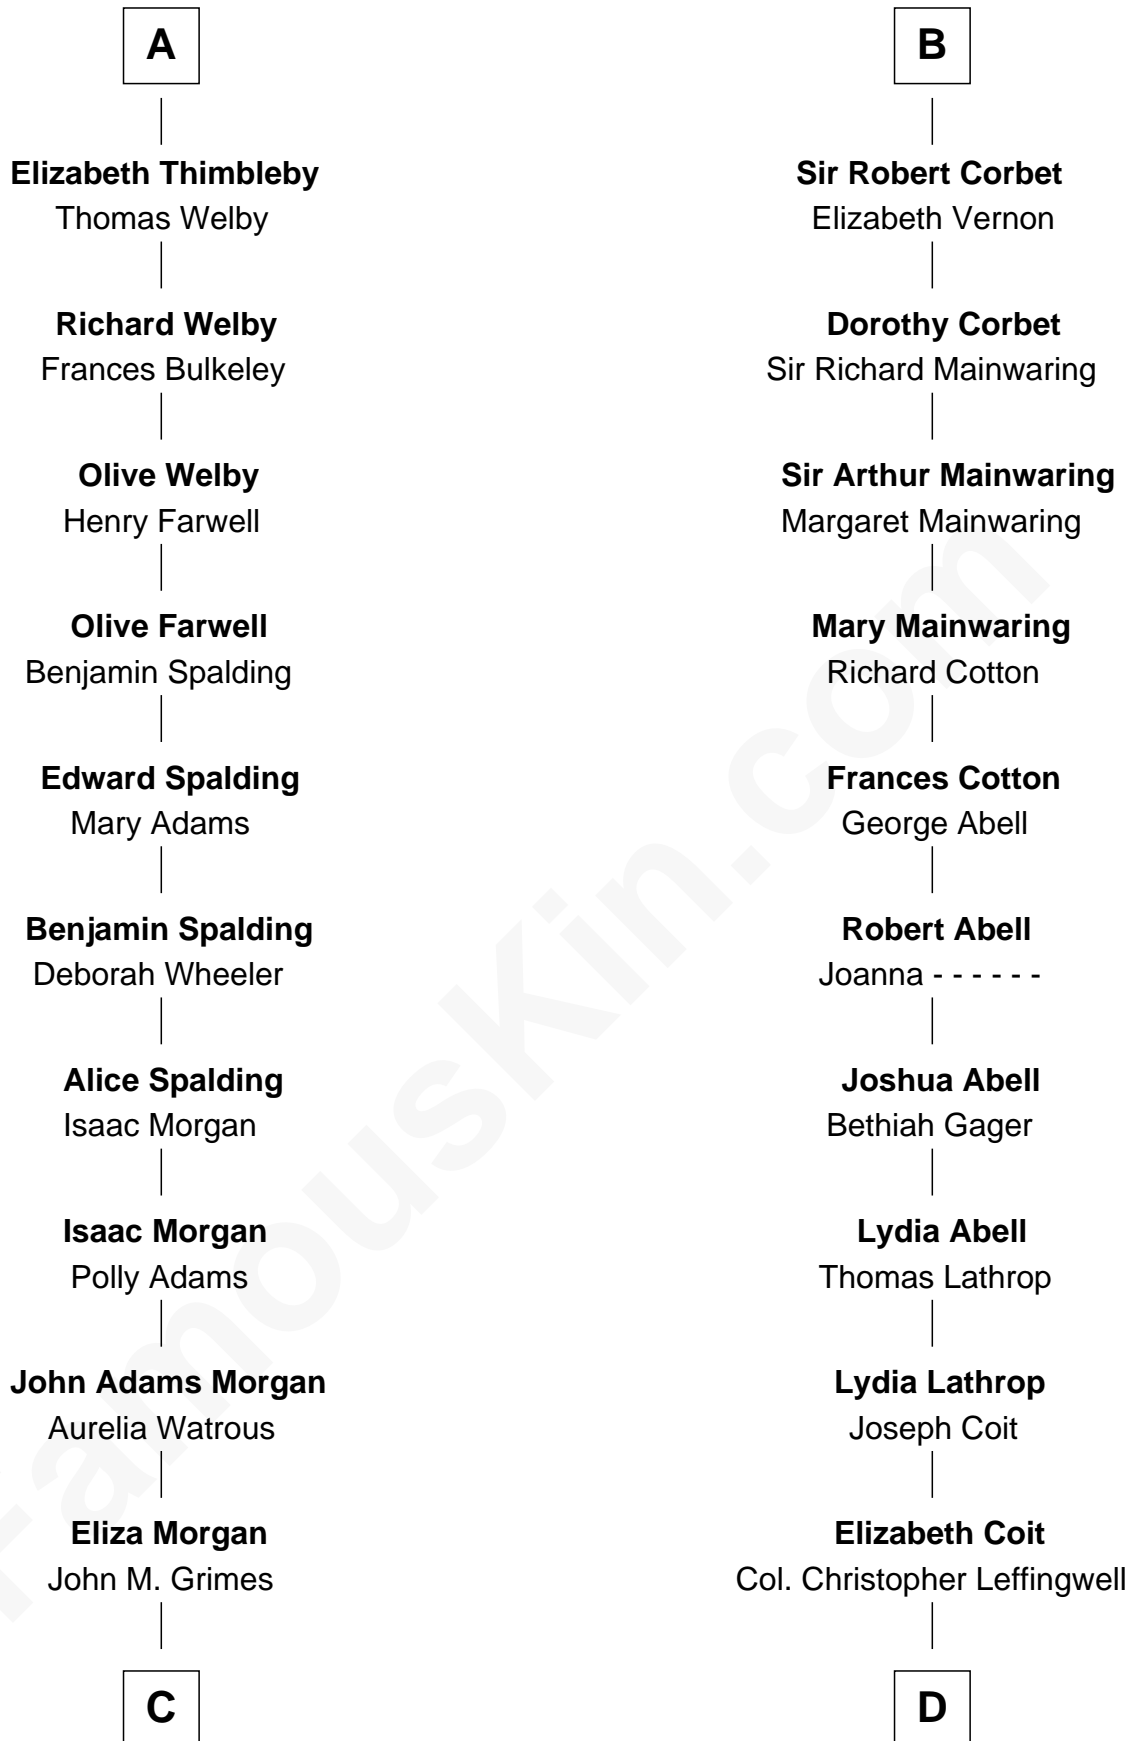 A
Elizabeth Thimbleby
Thomas Welby
Richard Welby
Frances Bulkeley
Olive Welby
Henry Farwell
Olive Farwell
Benjamin Spalding
Edward Spalding
Mary Adams
Benjamin Spalding
Deborah Wheeler
Alice Spalding
Isaac Morgan
Isaac Morgan
Polly Adams
John Adams Morgan
Aurelia Watrous
Eliza Morgan
John M. Grimes
C
B
Sir Robert Corbet
Elizabeth Vernon
Dorothy Corbet
Sir Richard Mainwaring
Sir Arthur Mainwaring
Margaret Mainwaring
Mary Mainwaring
Richard Cotton
Frances Cotton
George Abell
Robert Abell
Joanna - - - - - -
Joshua Abell
Bethiah Gager
Lydia Abell
Thomas Lathrop
Lydia Lathrop
Joseph Coit
Elizabeth Coit
Col. Christopher Leffingwell
D
FamousKin.com